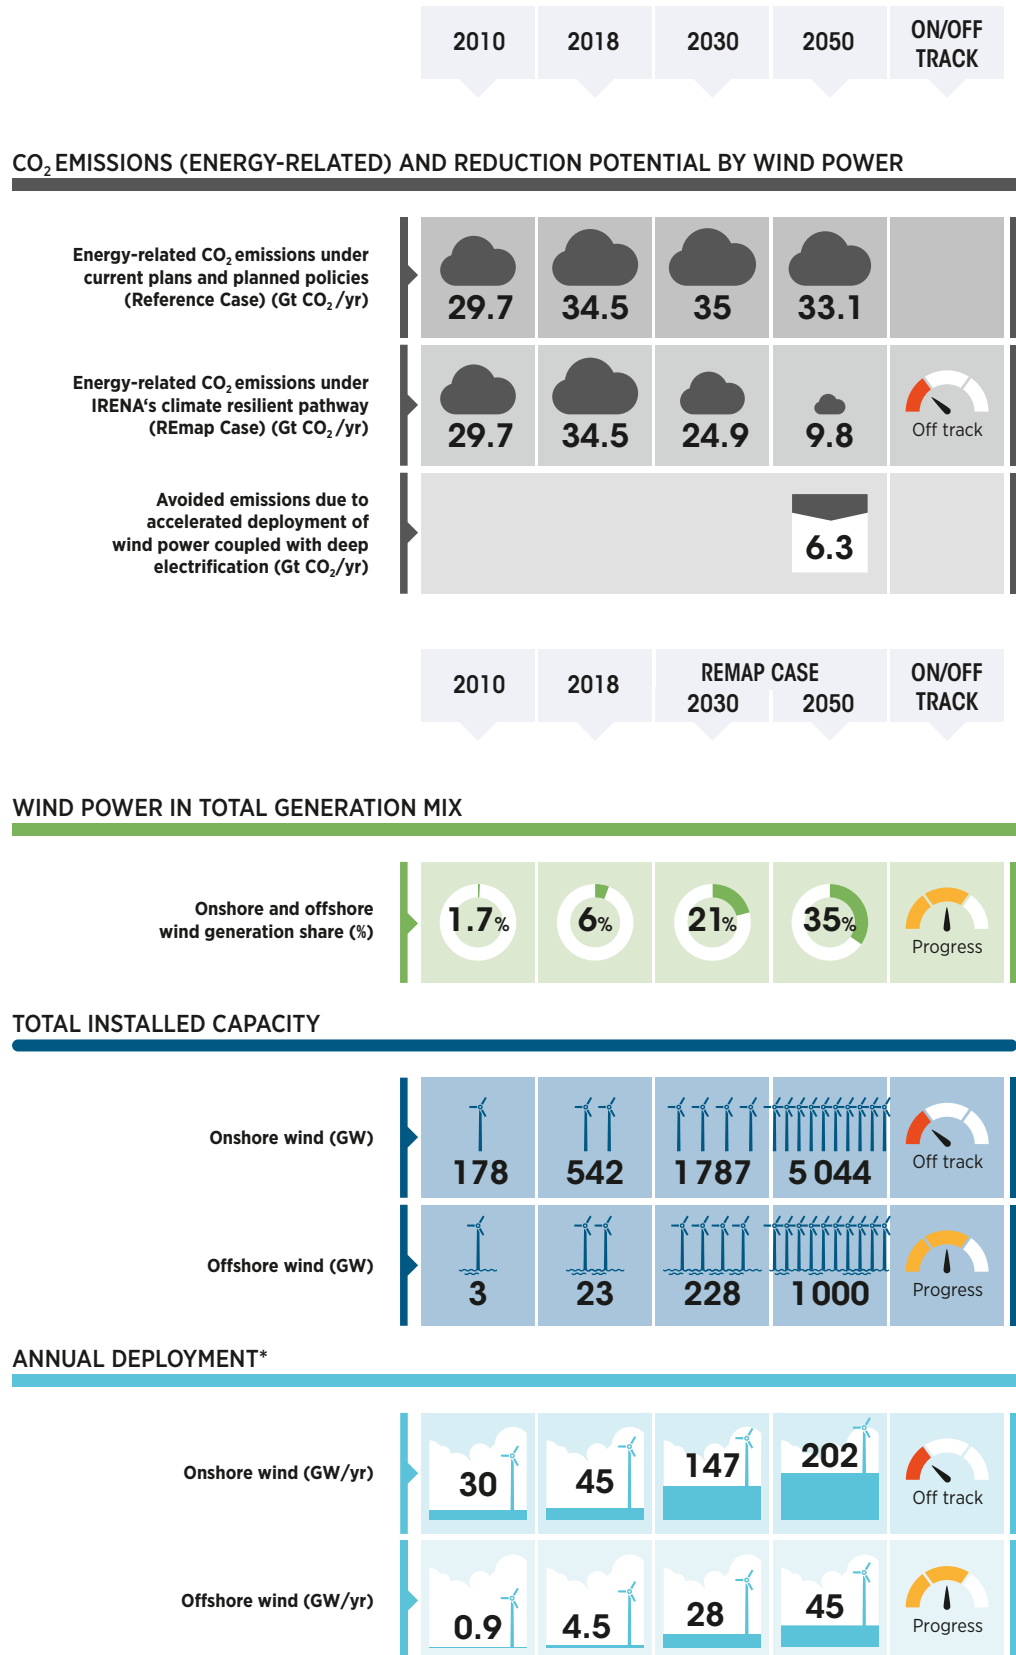 2010 2018 2030 2050 ON/OFF
TRACK
CO₂ EMISSIONS (ENERGY-RELATED) AND REDUCTION POTENTIAL BY WIND POWER
Energy-related CO₂ emissions under
current plans and planned policies
(Reference Case) (Gt CO₂/yr)
29.7 34.5 35 33.1
Energy-related CO₂ emissions under
IRENA‘s climate resilient pathway
(REmap Case) (Gt CO₂/yr)
29.7 34.5 24.9 9.8 Off track
Avoided emissions due to
accelerated deployment of
wind power coupled with deep
electrification (Gt CO₂/yr)
6.3
2010 2018 REMAP CASE ON/OFF
2030 2050 TRACK
WIND POWER IN TOTAL GENERATION MIX
Onshore and offshore
wind generation share (%)
1.7% 6% 21% 35% Progress
TOTAL INSTALLED CAPACITY
Onshore wind (GW)
178 542 1 787 5 044 Off track
Offshore wind (GW)
3 23 228 1 000 Progress
ANNUAL DEPLOYMENT*
Onshore wind (GW/yr)
30 45 147 202 Off track
Offshore wind (GW/yr)
0.9 4.5 28 45 Progress